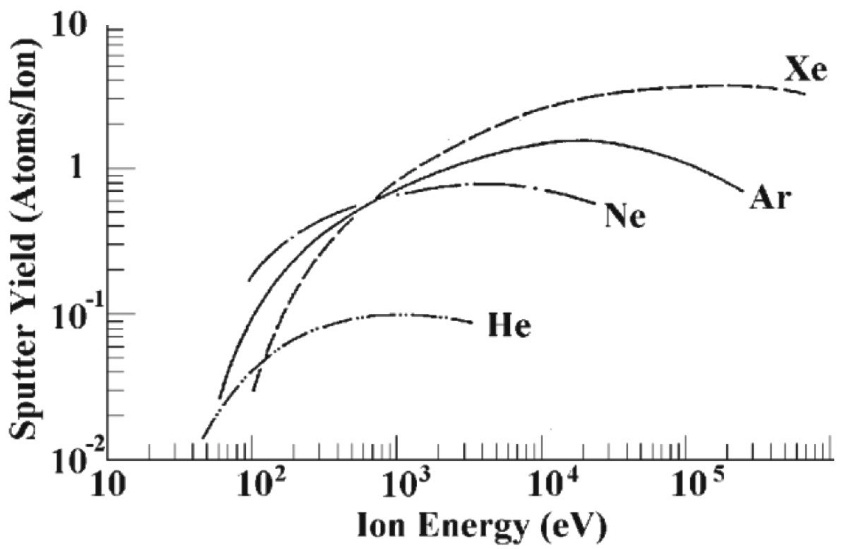 10
Xe
1
Ar
Ne
10⁻¹
He
10⁻²
10
10²
10³
10⁴
10⁵
Sputter Yield (Atoms/Ion)
Ion Energy (eV)